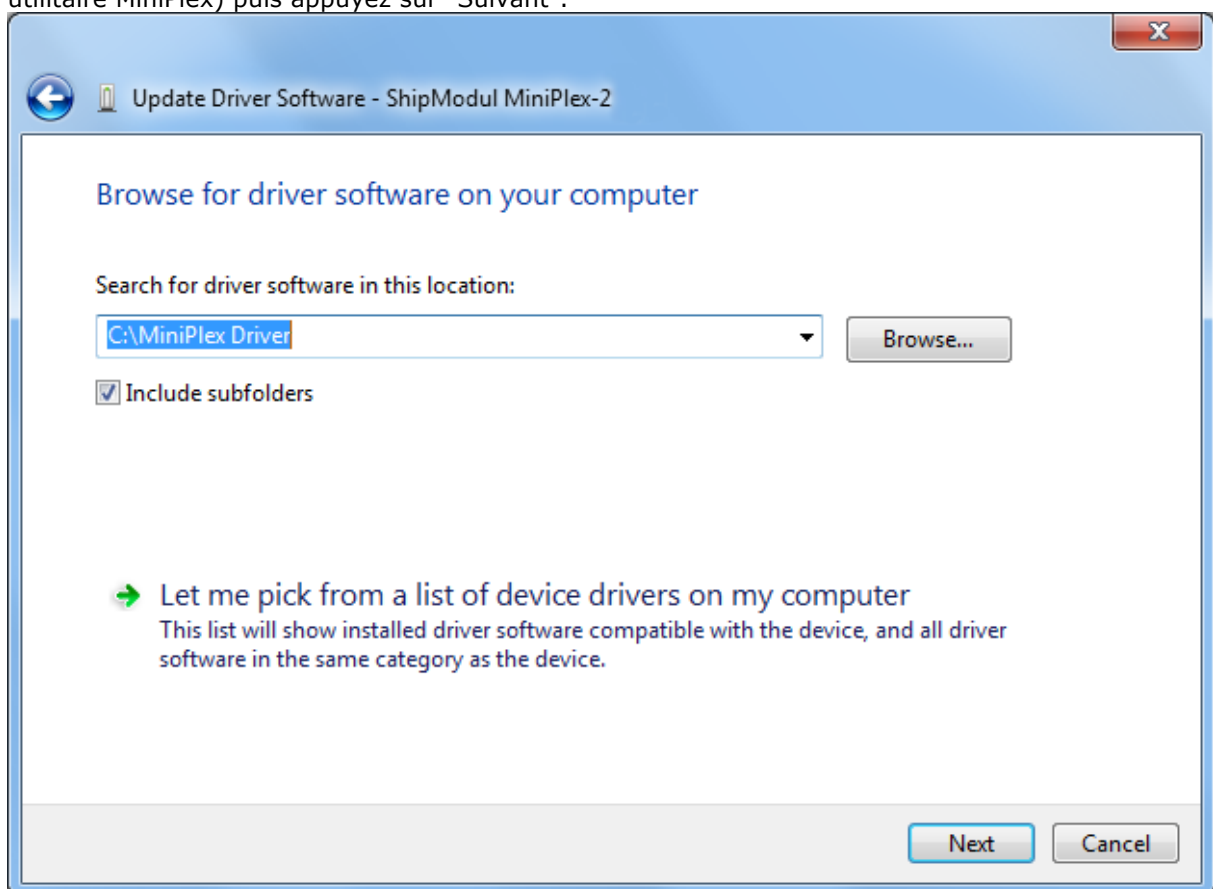 utilitaire MiniPlex) puis appuyez sur "Suivant".
Update Driver Software - ShipModul MiniPlex-2
Browse for driver software on your computer
Search for driver software in this location:
C:\MiniPlex Driver
Browse...
Include subfolders
Let me pick from a list of device drivers on my computer
This list will show installed driver software compatible with the device, and all driver
software in the same category as the device.
Next
Cancel